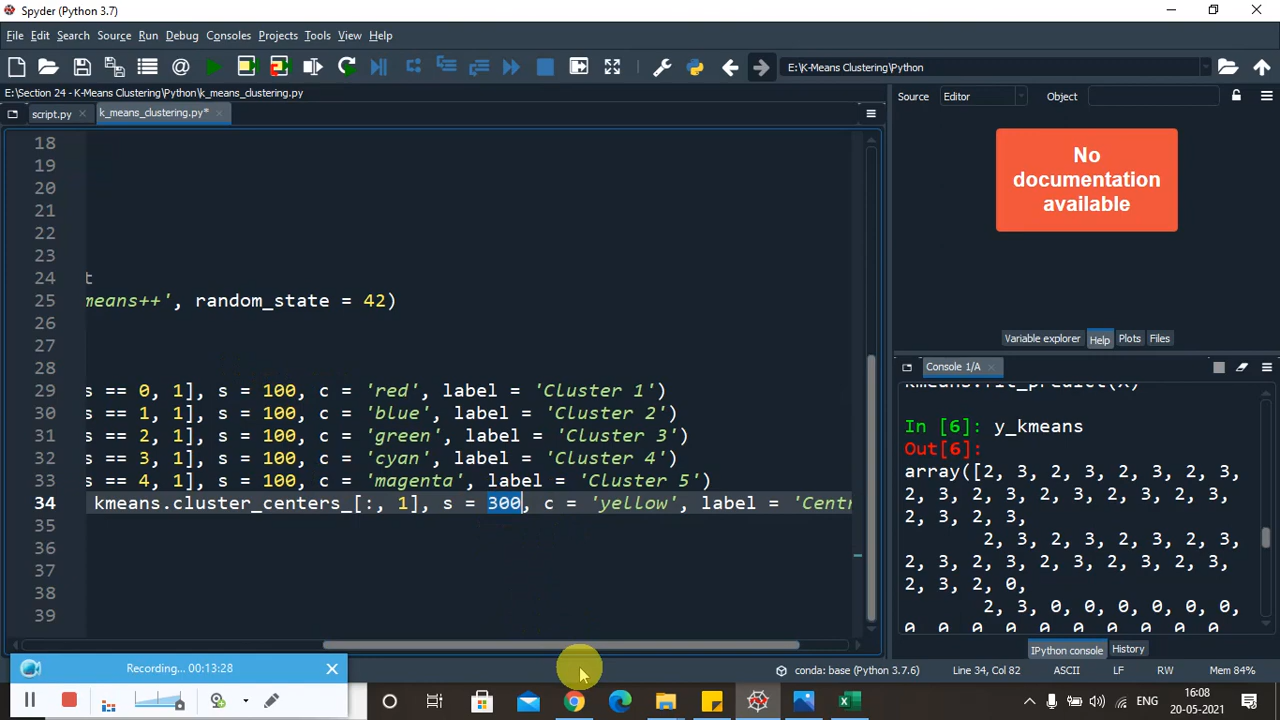 Spyder (Python 3.7)
File Edit Search Source Run Debug Consoles Projects Tools View Help
E:\K-Means Clustering\Python
E:\Section 24 - K-Means Clustering\Python\k_means_clustering.py
Source Editor Object
script.py k_means_clustering.py*
No
documentation
available
18
19
20
21
22
23
24 t
25 means++', random_state = 42)
26
27
28
29 s == 0, 1], s = 100, c = 'red', label = 'Cluster 1')
30 s == 1, 1], s = 100, c = 'blue', label = 'Cluster 2')
31 s == 2, 1], s = 100, c = 'green', label = 'Cluster 3')
32 s == 3, 1], s = 100, c = 'cyan', label = 'Cluster 4')
33 s == 4, 1], s = 100, c = 'magenta', label = 'Cluster 5')
34 kmeans.cluster_centers_[:, 1], s = 300, c = 'yellow', label = 'Centr
35
36
37
38
39
Variable explorer Help Plots Files
Console 1/A
kmeans.fit_predict(X)
In [6]: y_kmeans
Out[6]:
array([2, 3, 2, 3, 2, 3, 2, 3,
2, 3, 2, 3, 2, 3, 2, 3, 2, 3,
2, 3, 2, 3,
2, 3, 2, 3, 2, 3, 2, 3,
2, 3, 2, 3, 2, 3, 2, 3, 2, 3,
2, 3, 2, 0,
2, 3, 0, 0, 0, 0, 0, 0,
0, 0, 0, 0, 0, 0, 0, 0, 0, 0,
IPython console History
Recording... 00:13:28
conda: base (Python 3.7.6) Line 34, Col 82 ASCII LF RW Mem 84%
ENG
16:08
20-05-2021